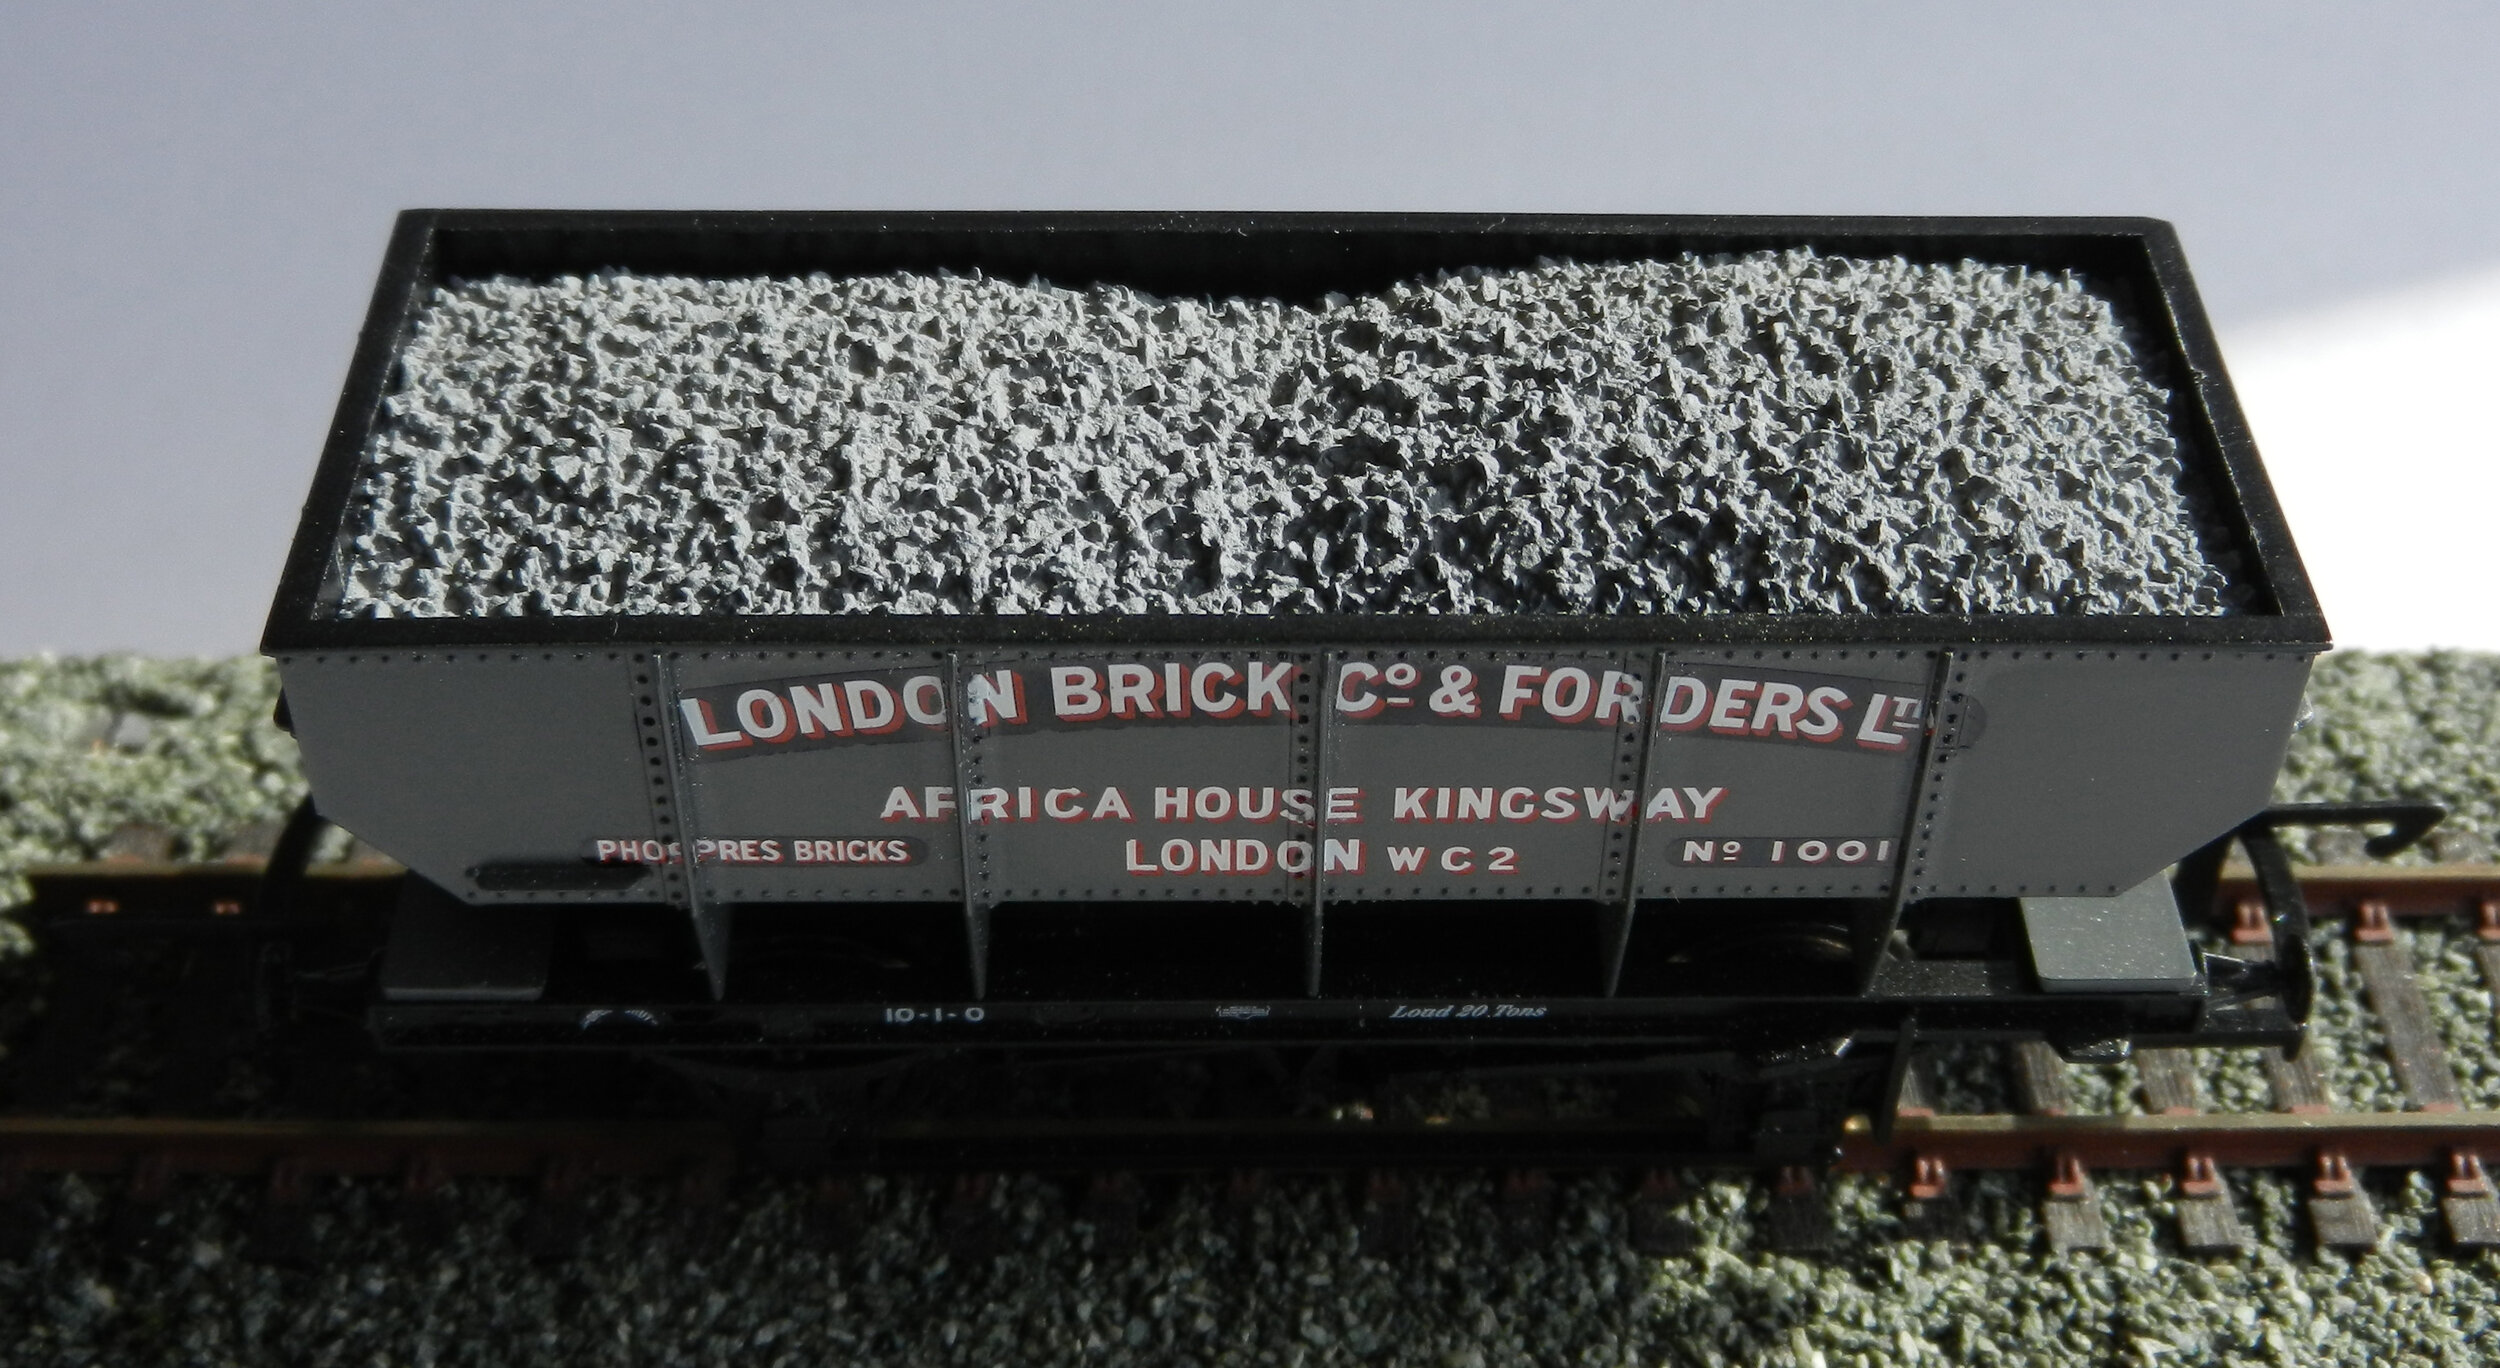 LONDON BRICK Cº & FORDERS LTD
AFRICA HOUSE KINGSWAY
PHOSPRES BRICKS
LONDON WC2
Nº 1001
10-1-0
Load 20 Tons